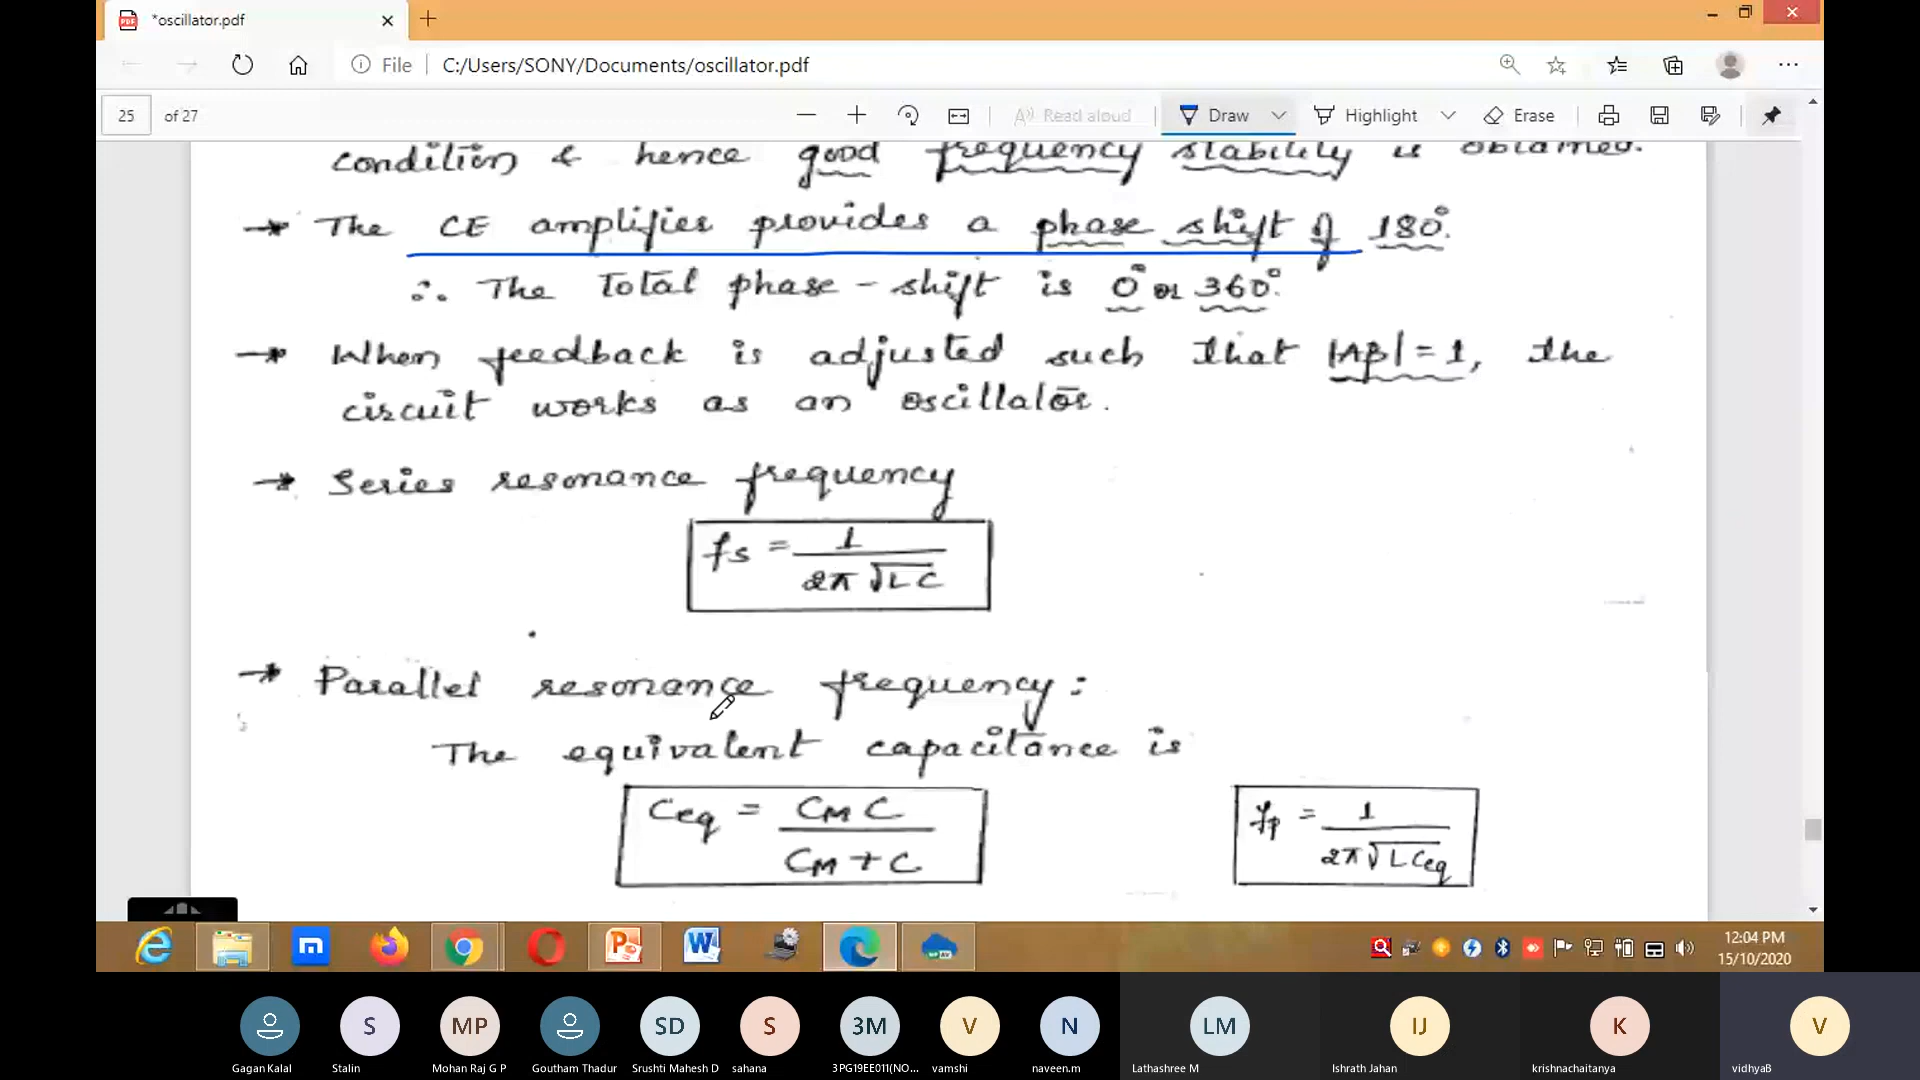 *oscillator.pdf
File C:/Users/SONY/Documents/oscillator.pdf
25 of 27 Read aloud Draw Highlight Erase
condition & hence good frequency stability is obtained.
→ The CE amplifier provides a phase shift of 180°.
∴ The Total phase-shift is 0° or 360°.
→ When feedback is adjusted such that |Aβ| = 1, the
circuit works as an oscillator.
→ Series resonance frequency
fs = 1 / 2π √LC
→ Parallel resonance frequency:
The equivalent capacitance is
Ceq = CM C / CM + C fp = 1 / 2π√LCeq
12:04 PM
15/10/2020
S MP SD S 3M V N LM IJ K V
Gagan Kalal Stalin Mohan Raj G P Goutham Thadur Srushti Mahesh D sahana 3PG19EE011(NO... vamshi naveen.m Lathashree M Ishrath Jahan krishnachaitanya vidhyaB